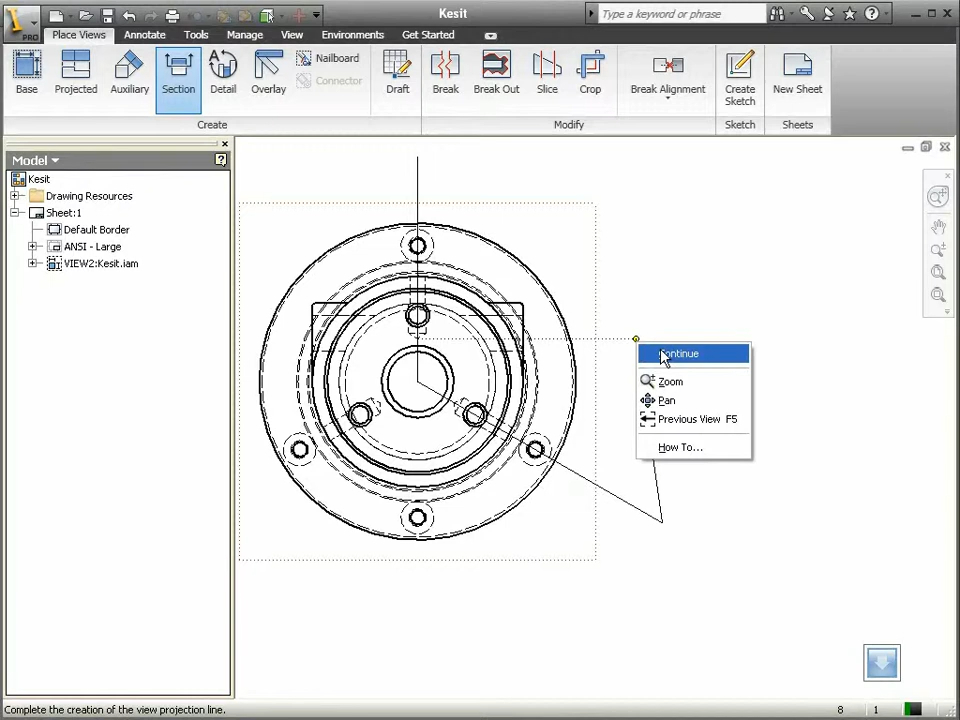 Kesit
Type a keyword or phrase
PRO
Place Views
Annotate
Tools
Manage
View
Environments
Get Started
Base
Projected
Auxiliary
Section
Detail
Overlay
Nailboard
Connector
Draft
Break
Break Out
Slice
Crop
Break Alignment
Create
Sketch
New Sheet
Create
Modify
Sketch
Sheets
Model
Kesit
Drawing Resources
Sheet:1
Default Border
ANSI - Large
VIEW2:Kesit.iam
Continue
Zoom
Pan
Previous View F5
How To...
Complete the creation of the view projection line.
8
1